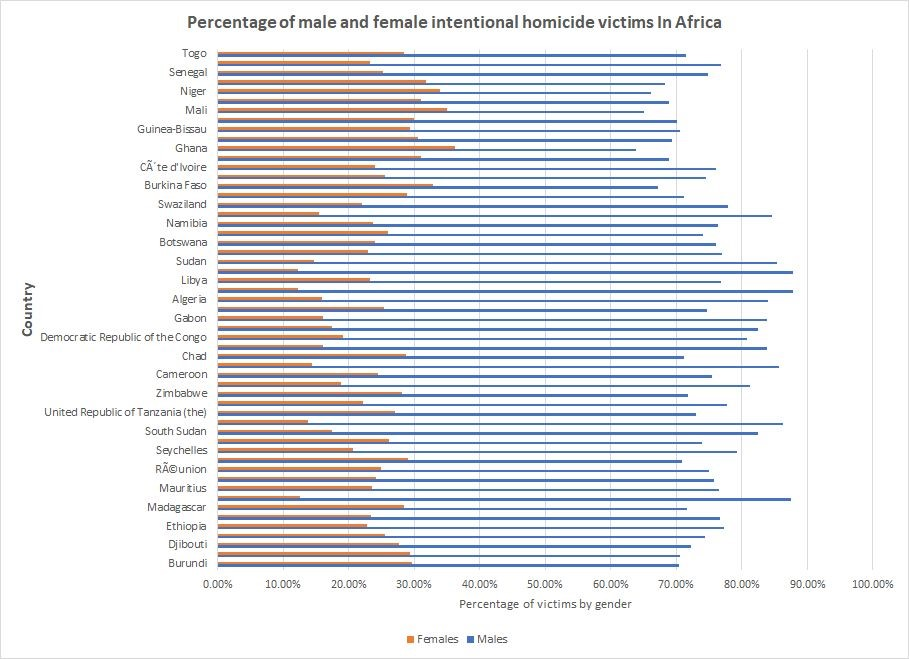 Percentage of male and female intentional homicide victims In Africa
Togo
Senegal
Niger
Mali
Guinea-Bissau
Ghana
CÃ´te d'Ivoire
Burkina Faso
Swaziland
Namibia
Botswana
Sudan
Libya
Algeria
Gabon
Democratic Republic of the Congo
Chad
Cameroon
Zimbabwe
United Republic of Tanzania (the)
South Sudan
Seychelles
RÃ©union
Mauritius
Madagascar
Ethiopia
Djibouti
Burundi
Country
0.00% 10.00% 20.00% 30.00% 40.00% 50.00% 60.00% 70.00% 80.00% 90.00% 100.00%
Percentage of victims by gender
Females Males